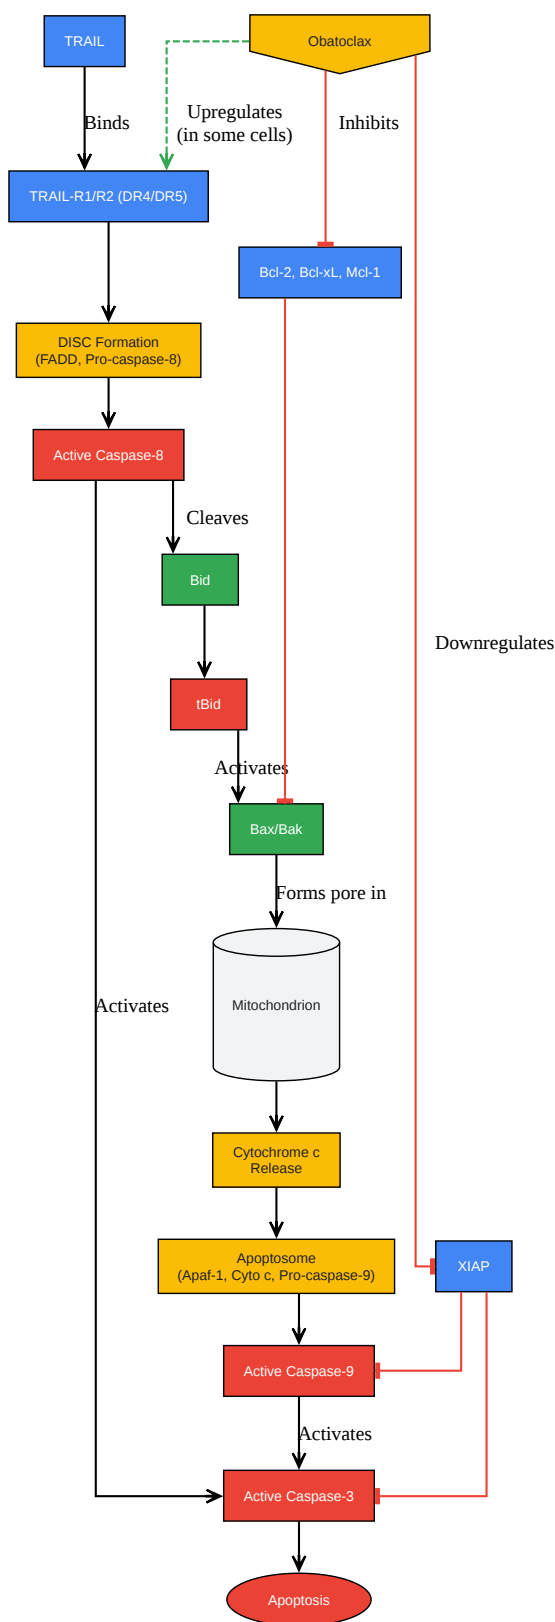 TRAIL
Obatoclax
Binds
Upregulates
(in some cells)
Inhibits
TRAIL-R1/R2 (DR4/DR5)
Bcl-2, Bcl-xL, Mcl-1
DISC Formation
(FADD, Pro-caspase-8)
Active Caspase-8
Cleaves
Bid
Downregulates
tBid
Activates
Bax/Bak
Forms pore in
Mitochondrion
Activates
Cytochrome c
Release
Apoptosome
(Apaf-1, Cyto c, Pro-caspase-9)
XIAP
Active Caspase-9
Activates
Active Caspase-3
Apoptosis